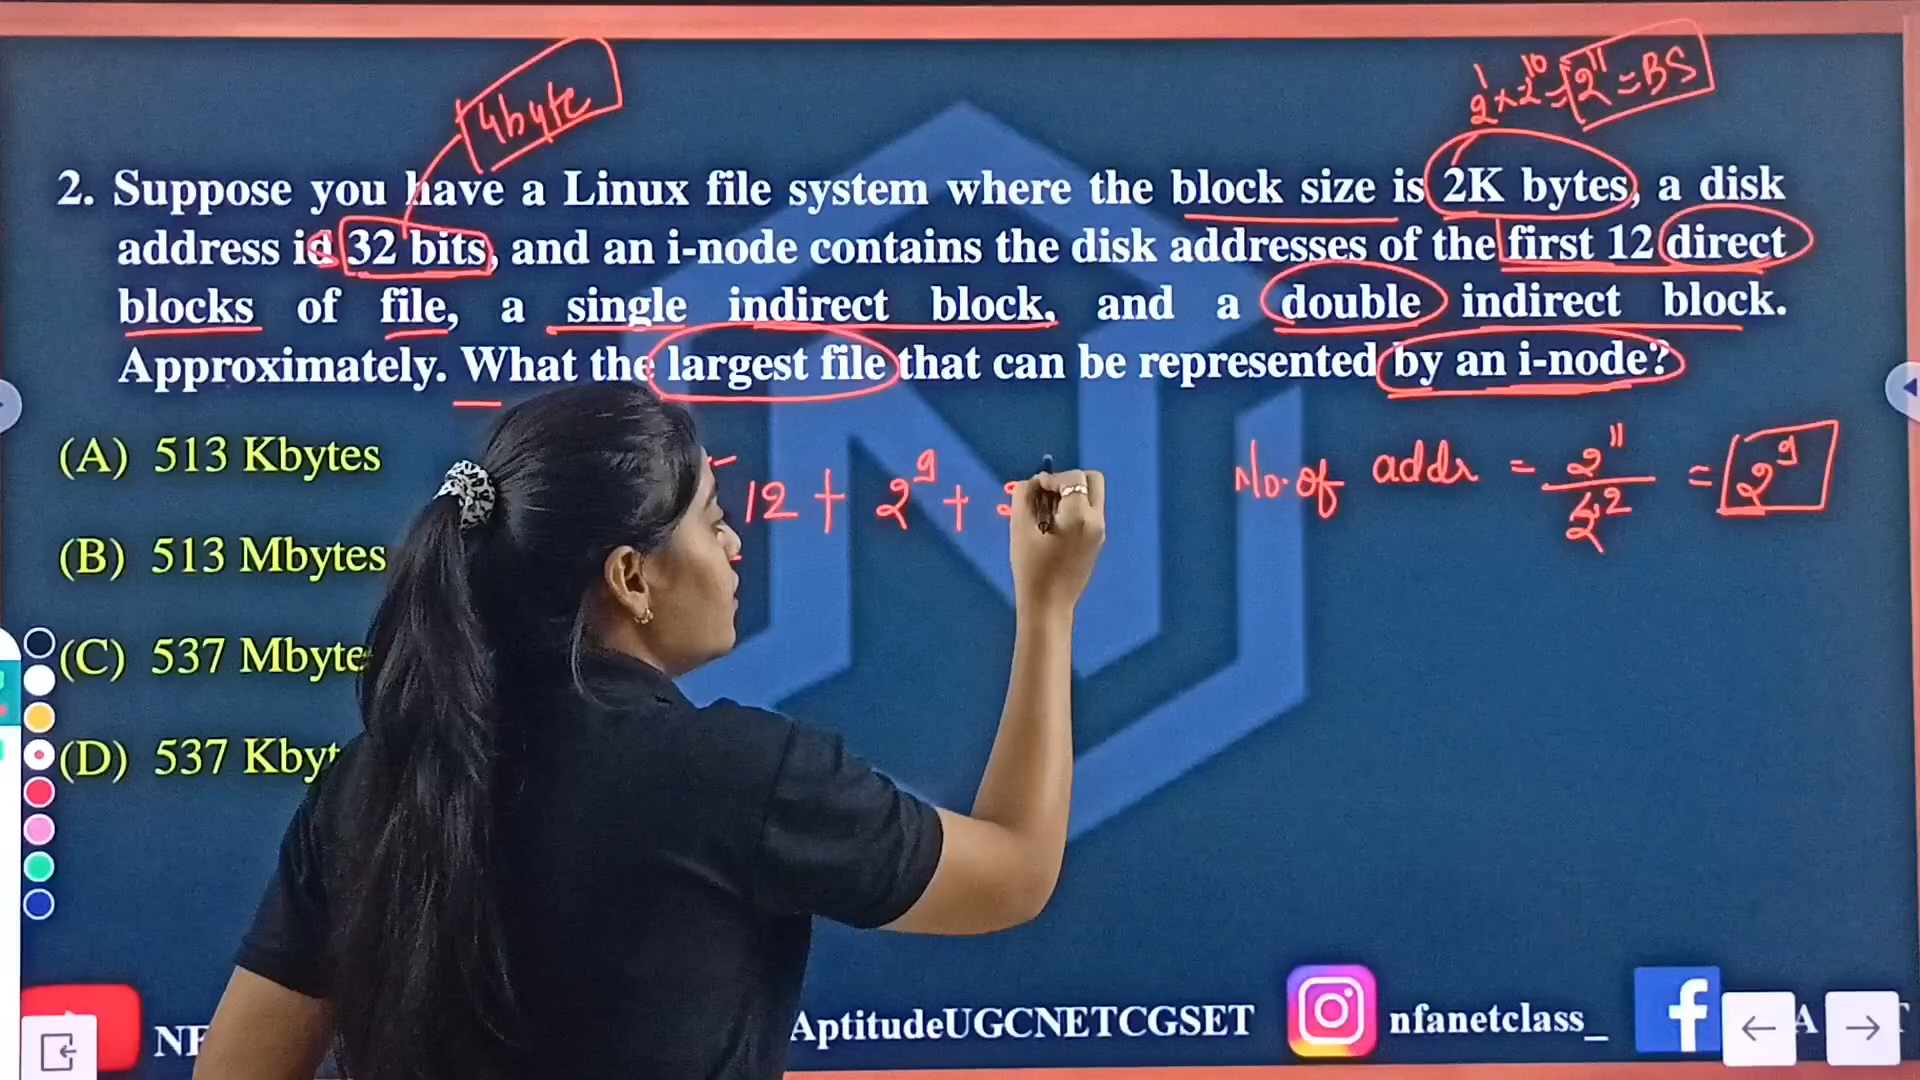 4byte
2¹ × 2¹⁰ = 2¹¹ = BS
2. Suppose you have a Linux file system where the block size is 2K bytes, a disk
address id 32 bits, and an i-node contains the disk addresses of the first 12 direct
blocks of file, a single indirect block, and a double indirect block.
Approximately. What the largest file that can be represented by an i-node?
(A) 513 Kbytes
(B) 513 Mbytes
(C) 537 Mbyte
(D) 537 Kbyt
12 + 2⁹ + 2
No. of addr = 2¹¹ / 2² = 2⁹
AptitudeUGCNETCGSET
nfanetclass_